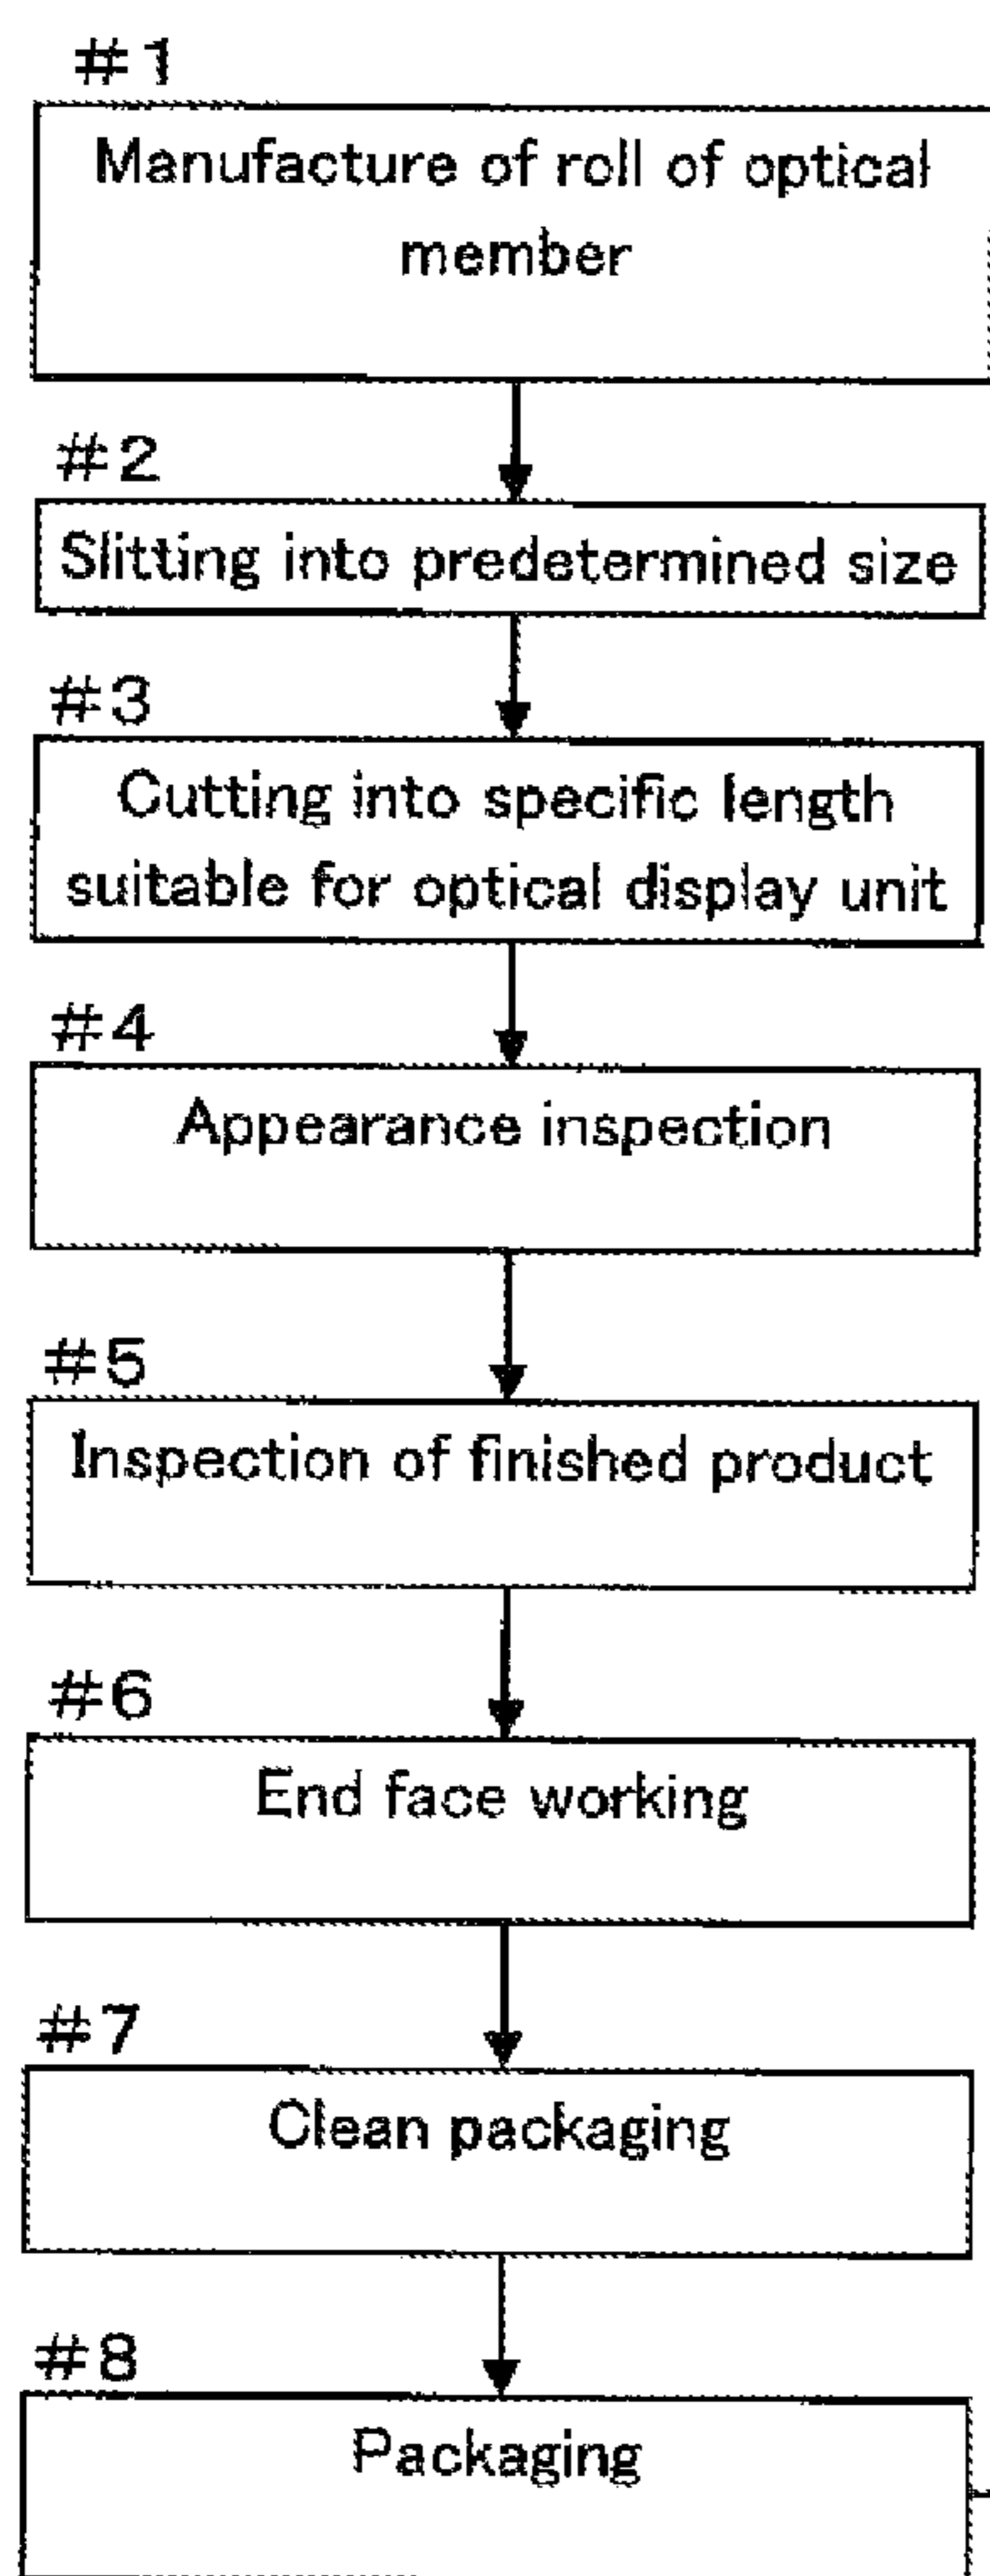 #1
Manufacture of roll of optical
member
#2
Slitting into predetermined size
#3
Cutting into specific length
suitable for optical display unit
#4
Appearance inspection
#5
Inspection of finished product
#6
End face working
#7
Clean packaging
#8
Packaging